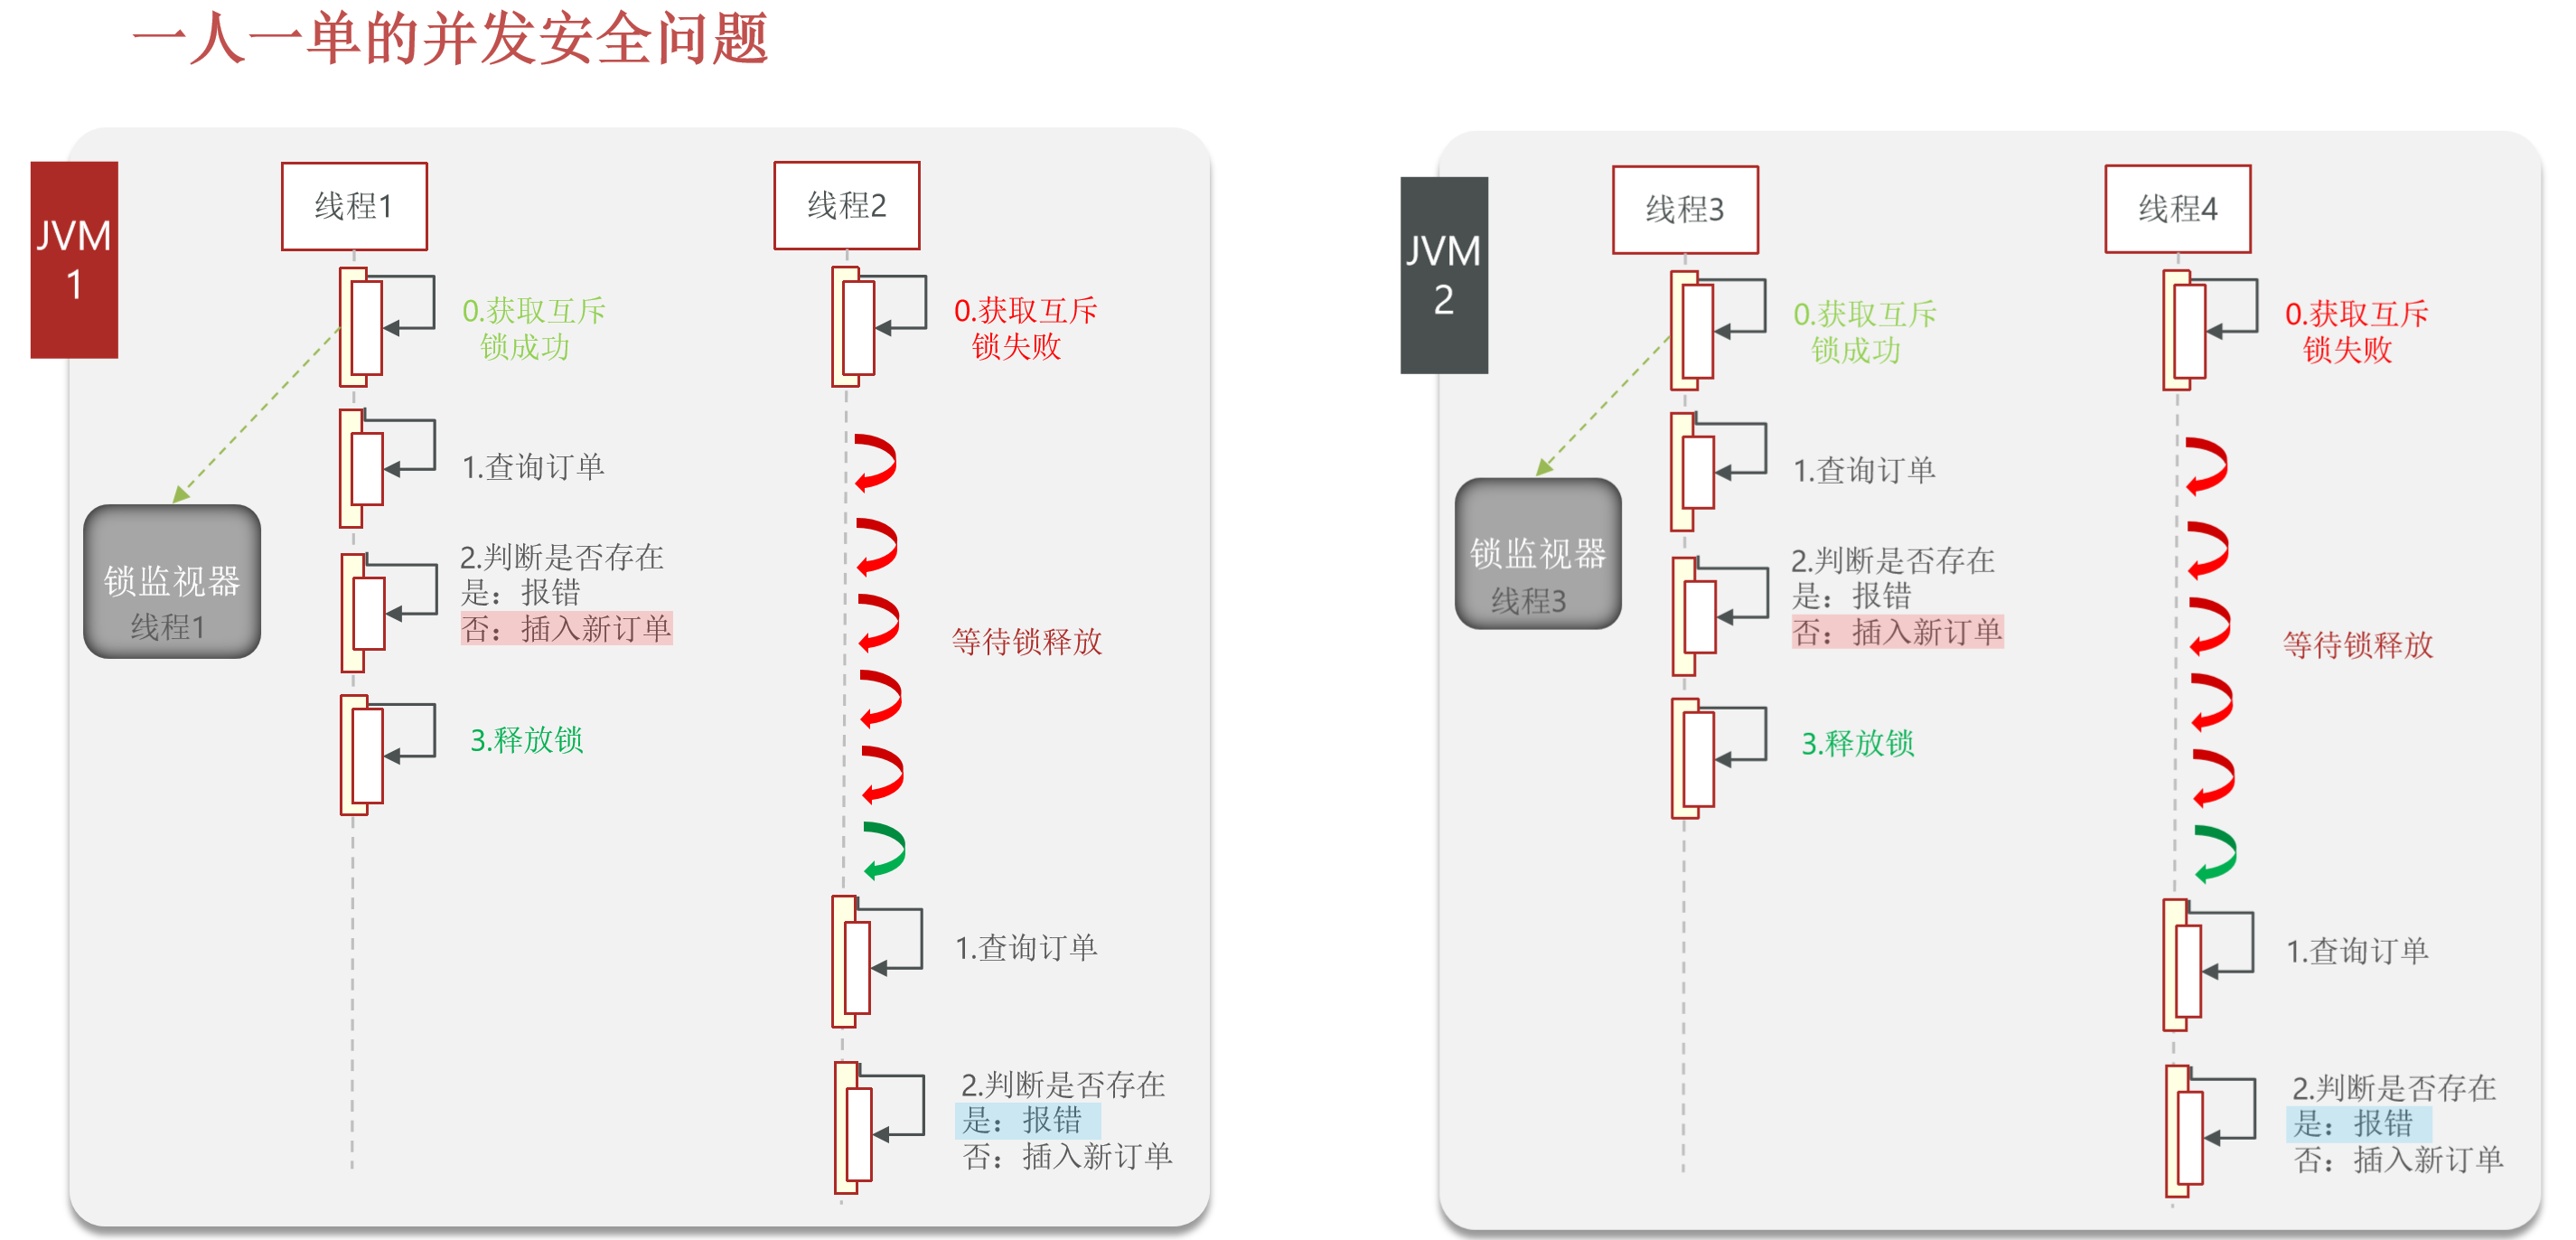 一人一单的并发安全问题
JVM
1
线程1
线程2
0.获取互斥
锁成功
0.获取互斥
锁失败
1.查询订单
锁监视器
线程1
2.判断是否存在
是：报错
否：插入新订单
等待锁释放
3.释放锁
1.查询订单
2.判断是否存在
是：报错
否：插入新订单
JVM
2
线程3
线程4
0.获取互斥
锁成功
0.获取互斥
锁失败
1.查询订单
锁监视器
线程3
2.判断是否存在
是：报错
否：插入新订单
等待锁释放
3.释放锁
1.查询订单
2.判断是否存在
是：报错
否：插入新订单